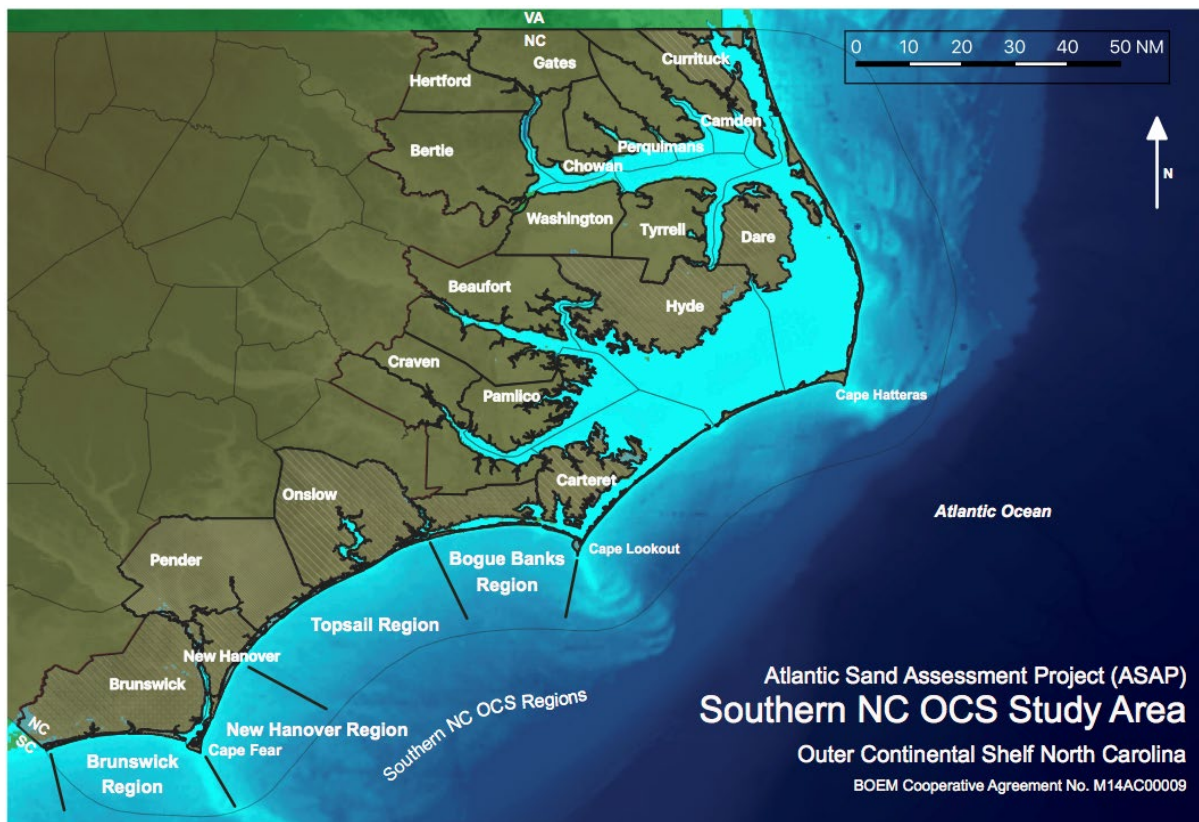 VA
NC
Gates
Hertford
Currituck
0 10 20 30 40 50 NM
Camden
Bertie
Perquimans
Chowan
N
Washington
Tyrrell
Dare
Beaufort
Hyde
Craven
Pamlico
Cape Hatteras
Carteret
Onslow
Atlantic Ocean
Cape Lookout
Pender
Bogue Banks
Region
Topsail Region
New Hanover
Brunswick
Southern NC OCS Regions
New Hanover Region
NC
SC
Cape Fear
Brunswick
Region
Atlantic Sand Assessment Project (ASAP)
Southern NC OCS Study Area
Outer Continental Shelf North Carolina
BOEM Cooperative Agreement No. M14AC00009